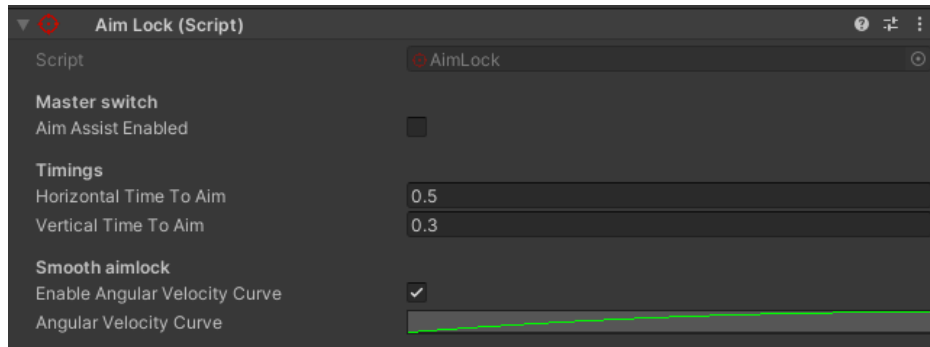 Aim Lock (Script)
Script AimLock
Master switch
Aim Assist Enabled
Timings
Horizontal Time To Aim 0.5
Vertical Time To Aim 0.3
Smooth aimlock
Enable Angular Velocity Curve
Angular Velocity Curve